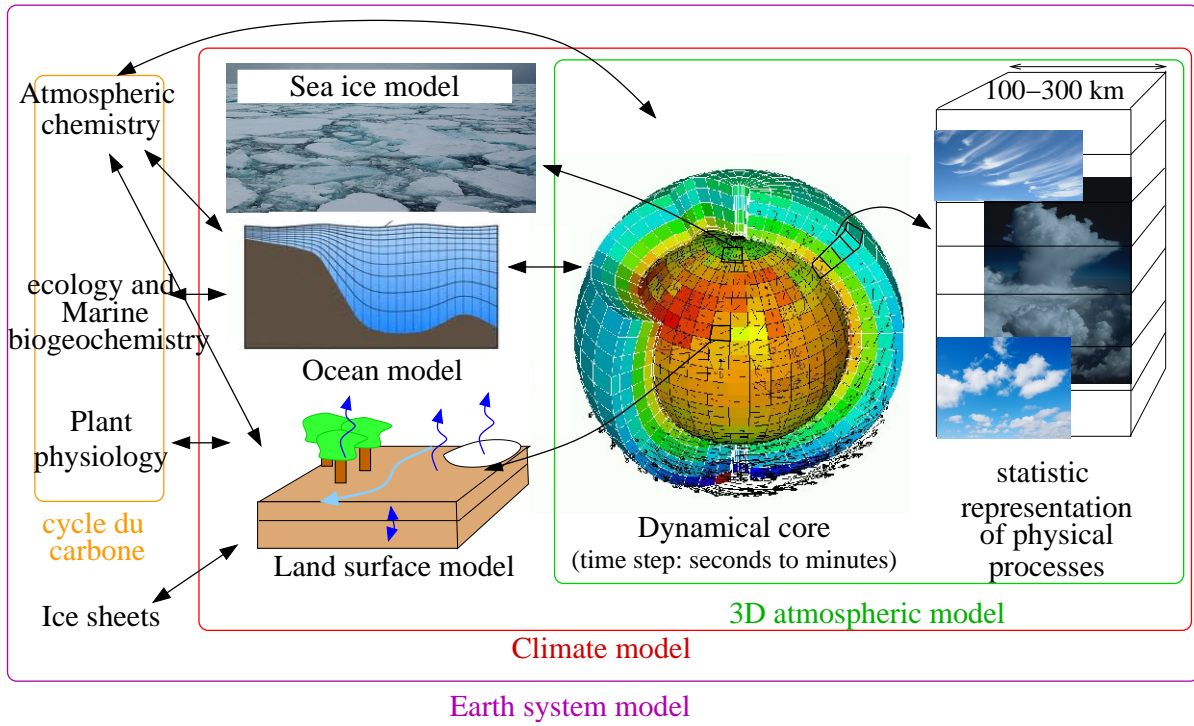 Atmospheric
chemistry
ecology and
Marine
biogeochemistry
Plant
physiology
cycle du
carbone
Ice sheets
Sea ice model
Ocean model
Land surface model
Dynamical core
(time step: seconds to minutes)
100−300 km
statistic
representation
of physical
processes
3D atmospheric model
Climate model
Earth system model